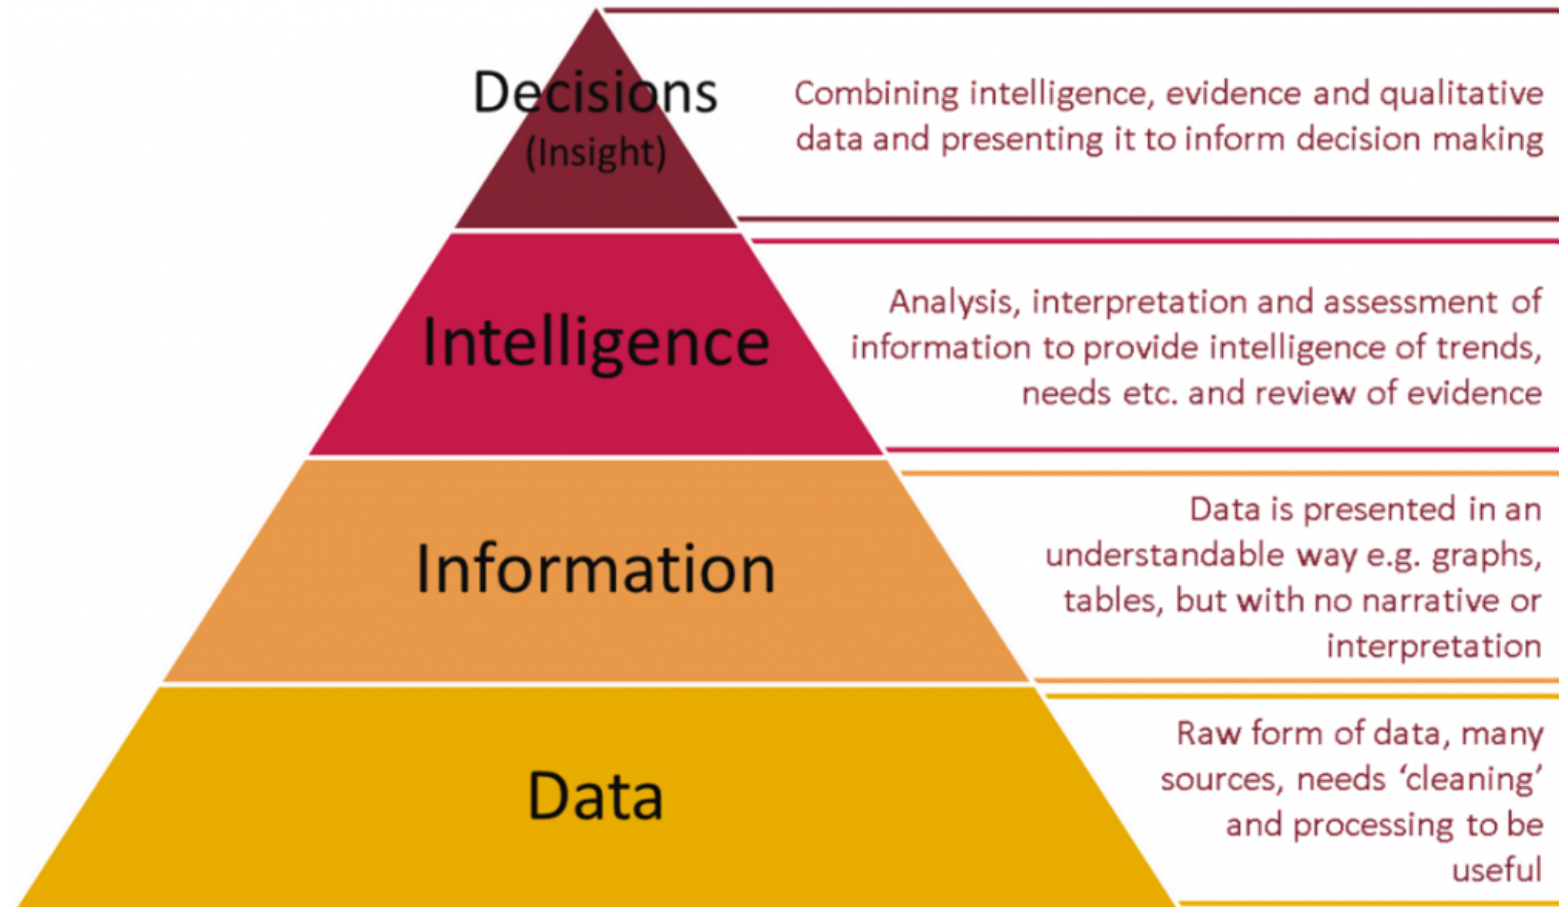 Decisions
(Insight)
Combining intelligence, evidence and qualitative
data and presenting it to inform decision making
Intelligence
Analysis, interpretation and assessment of
information to provide intelligence of trends,
needs etc. and review of evidence
Information
Data is presented in an
understandable way e.g. graphs,
tables, but with no narrative or
interpretation
Data
Raw form of data, many
sources, needs ‘cleaning’
and processing to be
useful